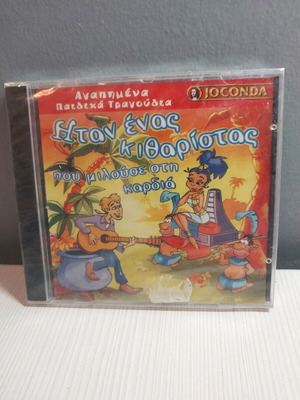 Αγαπημένα
Παιδικά Τραγούδια
JOCONDA
Ήταν ένας
κιθαρίστας
που μιλούσε στη
καρδιά